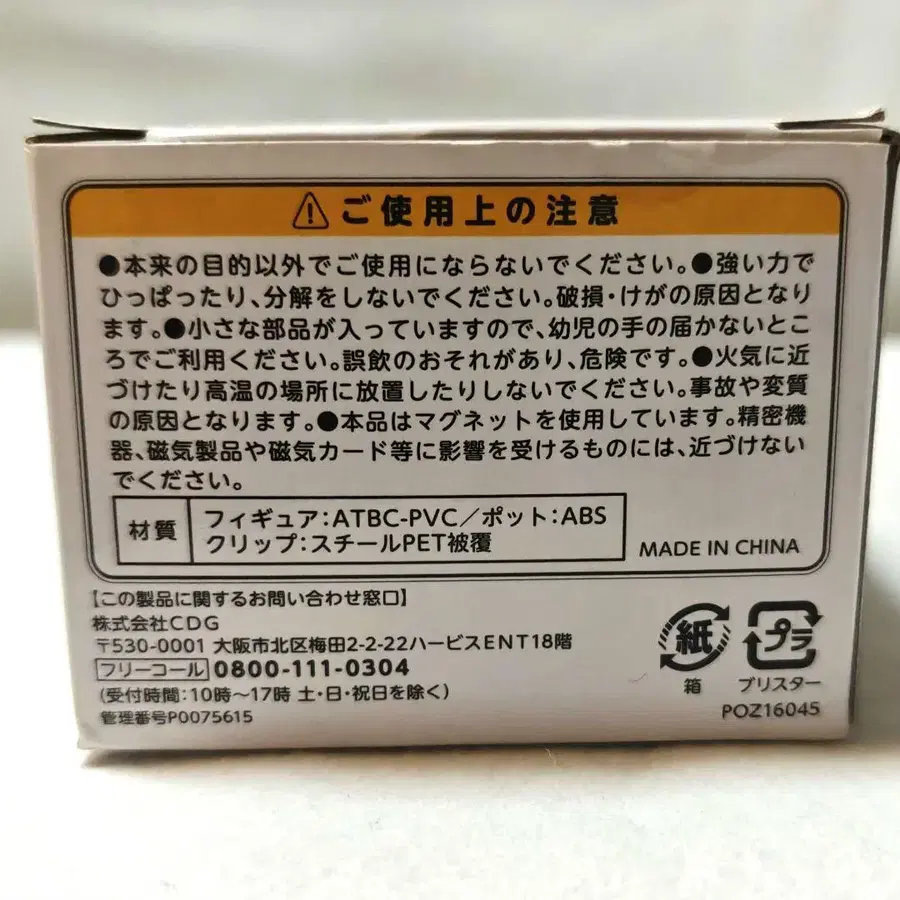 ⚠ご使用上の注意
●本来の目的以外でご使用にならないでください。●強い力で
ひっぱったり、分解をしないでください。破損・けがの原因となり
ます。●小さな部品が入っていますので、幼児の手の届かないとこ
ろでご利用ください。誤飲のおそれがあり、危険です。●火気に近
づけたり高温の場所に放置したりしないでください。事故や変質
の原因となります。●本品はマグネットを使用しています。精密機
器、磁気製品や磁気カード等に影響を受けるものには、近づけない
でください。
材質
フィギュア：ATBC-PVC／ポット：ABS
クリップ：スチールPET被覆
MADE IN CHINA
【この製品に関するお問い合わせ窓口】
株式会社CDG
〒530-0001 大阪市北区梅田2-2-22ハービスENT18階
フリーコール 0800-111-0304
（受付時間：10時〜17時 土・日・祝日を除く）
管理番号P0075615
紙
箱
プラ
ブリスター
POZ16045